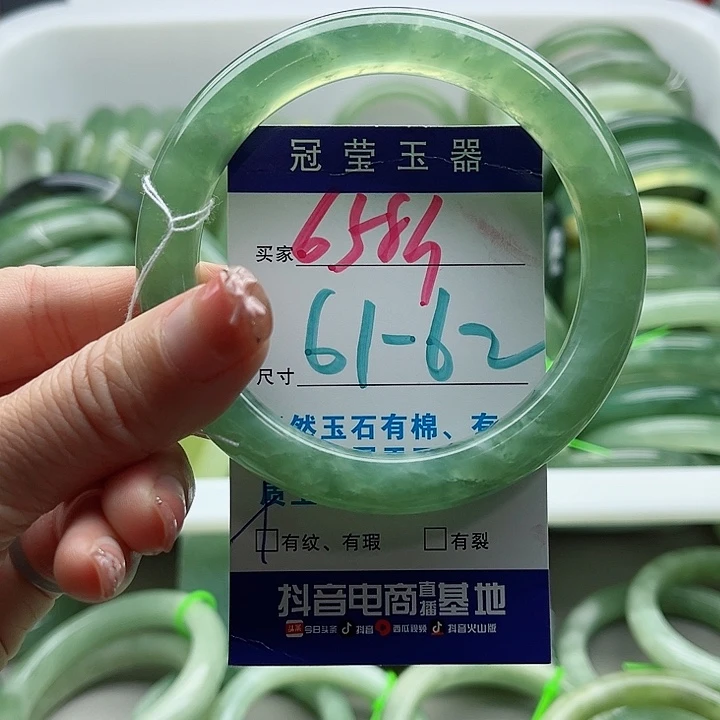 冠莹玉器
买家 6584
尺寸 61-62
然玉石有棉、有
有纹、有瑕 有裂
抖音电商直播基地
今日头条 抖音 西瓜视频 抖音火山版